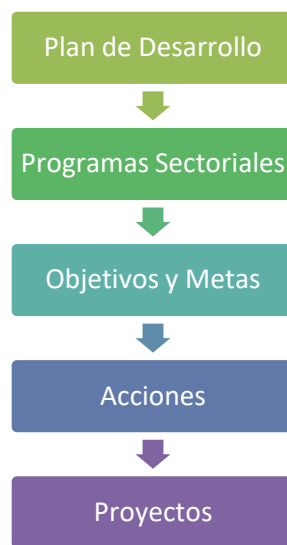 Plan de Desarrollo
Programas Sectoriales
Objetivos y Metas
Acciones
Proyectos